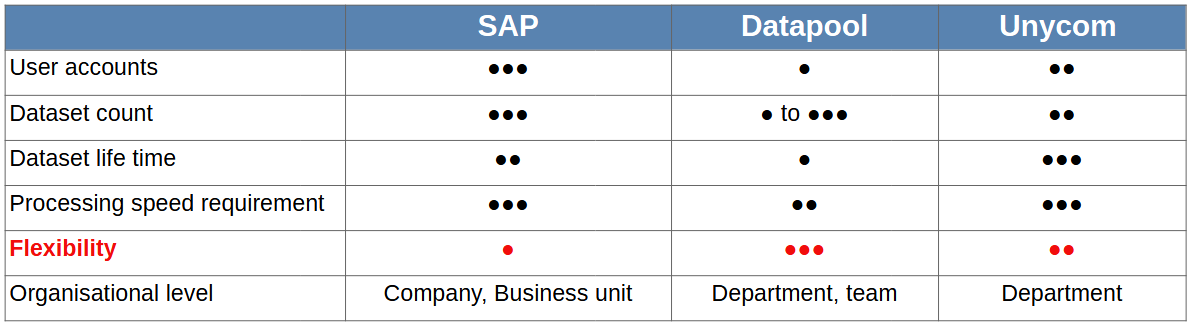 SAP Datapool Unycom
User accounts ●●● ● ●●
Dataset count ●●● ● to ●●● ●●
Dataset life time ●● ● ●●●
Processing speed requirement ●●● ●● ●●●
Flexibility ● ●●● ●●
Organisational level Company, Business unit Department, team Department